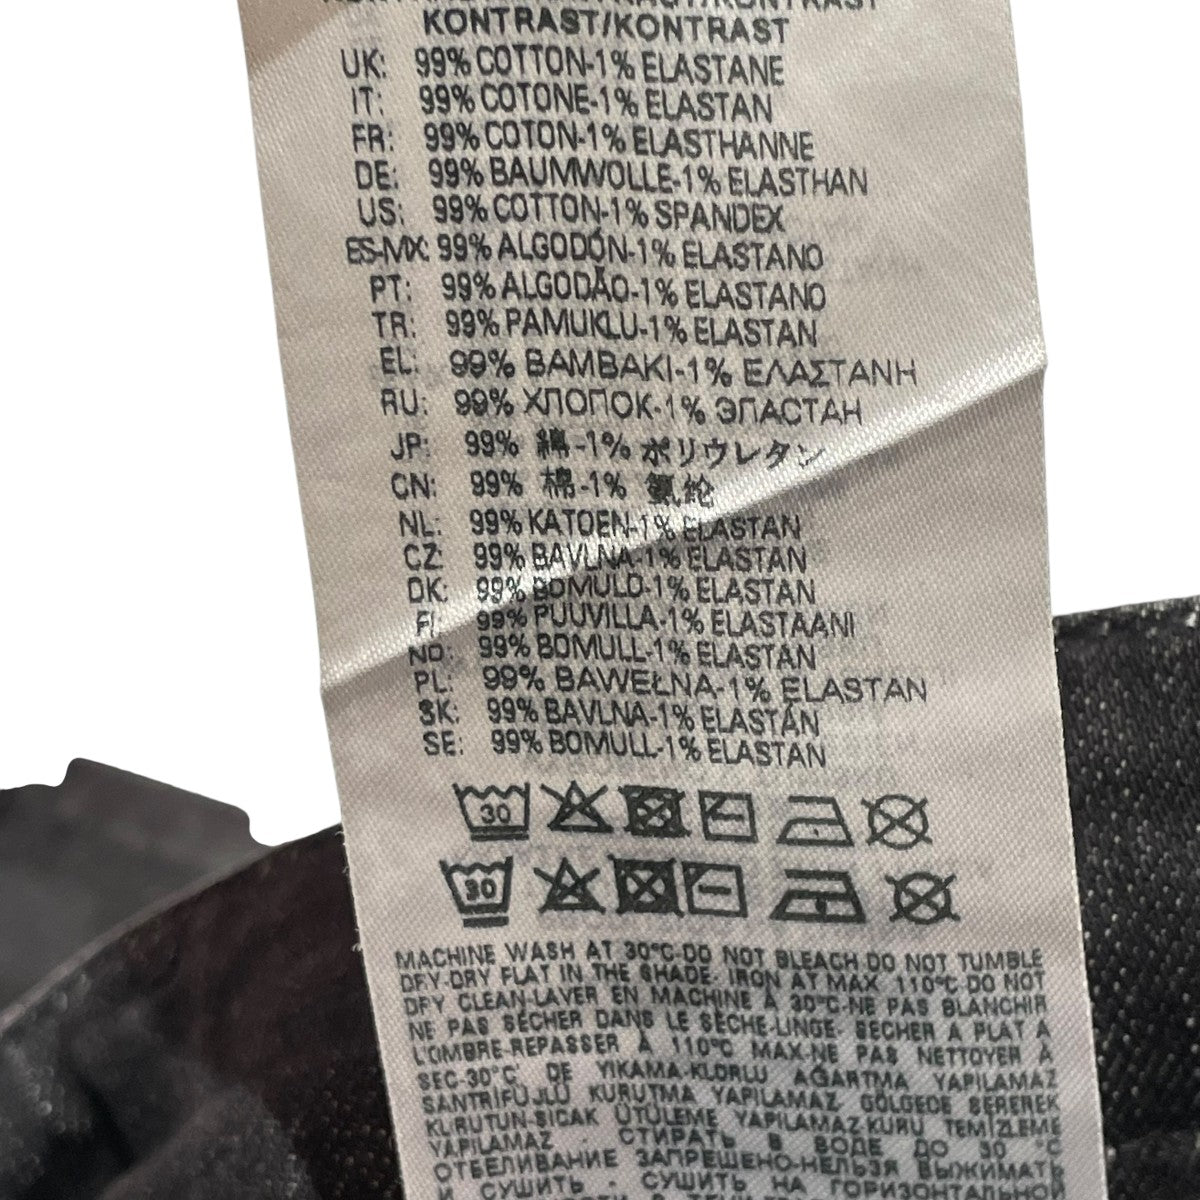 KONTRAST/KONTRAST
UK: 99% COTTON-1% ELASTANE
IT: 99% COTONE-1% ELASTAN
FR: 99% COTON-1% ELASTHANNE
DE: 99% BAUMWOLLE-1% ELASTHAN
US: 99% COTTON-1% SPANDEX
ES-MX: 99% ALGODÓN-1% ELASTANO
PT: 99% ALGODÃO-1% ELASTANO
TR: 99% PAMUKLU-1% ELASTAN
EL: 99% ΒΑΜΒΑΚΙ-1% ΕΛΑΣΤΑΝΗ
RU: 99% ХЛОПОК-1% ЭЛАСТАН
JP: 99% 綿-1% ポリウレタン
CN: 99% 棉-1% 氨纶
NL: 99% KATOEN-1% ELASTAN
CZ: 99% BAVLNA-1% ELASTAN
DK: 99% BOMULD-1% ELASTAN
FI: 99% PUUVILLA-1% ELASTAANI
NO: 99% BOMULL-1% ELASTAN
PL: 99% BAWEŁNA-1% ELASTAN
SK: 99% BAVLNA-1% ELASTÁN
SE: 99% BOMULL-1% ELASTAN
30
30
MACHINE WASH AT 30°C-DO NOT BLEACH-DO NOT TUMBLE
DRY-DRY FLAT IN THE SHADE- IRON AT MAX 110°C-DO NOT
DRY CLEAN-LAVER EN MACHINE À 30°C-NE PAS BLANCHIR
NE PAS SÉCHER DANS LE SÈCHE-LINGE- SÉCHER A PLAT A
L'OMBRE-REPASSER À 110°C MAX-NE PAS NETTOYER À
SEC-30°C DE YIKAMA-KLORLU AĞARTMA YAPILAMAZ
SANTRİFÜJLÜ KURUTMA YAPILAMAZ GÖLGEDE SEREREK
KURUTUN-SICAK ÜTÜLEME YAPILAMAZ-KURU TEMİZLEME
YAPILAMAZ - СТИРАТЬ В ВОДЕ ДО 30 °C
ОТБЕЛИВАНИЕ ЗАПРЕЩЕНО-НЕЛЬЗЯ ВЫЖИМАТЬ
И СУШИТЬ - СУШИТЬ НА ГОРИЗОНТАЛЬНОЙ